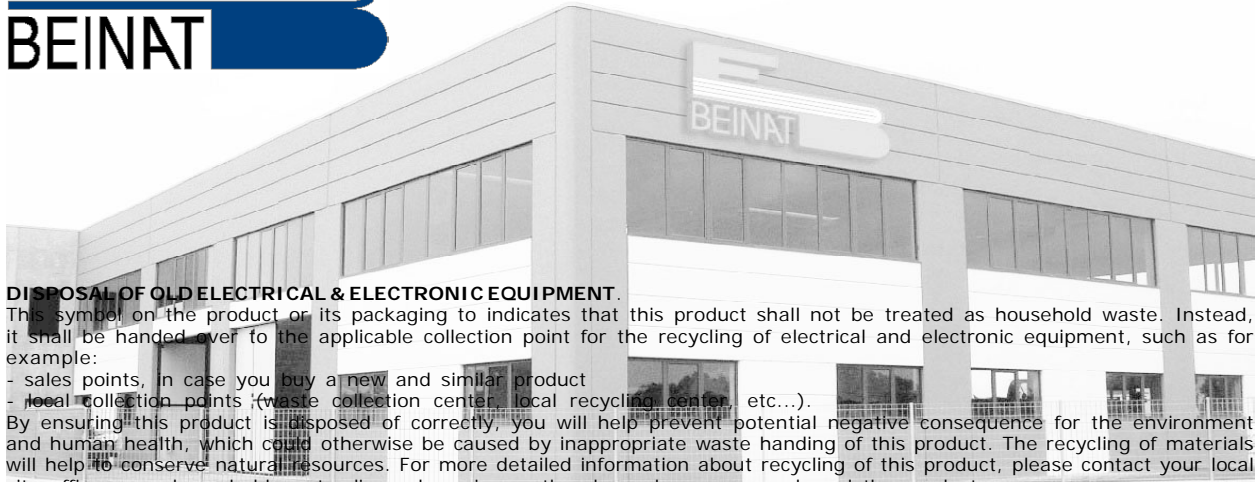 BEINAT
BEINAT
DISPOSAL OF OLD ELECTRICAL & ELECTRONIC EQUIPMENT.
This symbol on the product or its packaging to indicates that this product shall not be treated as household waste. Instead,
it shall be handed over to the applicable collection point for the recycling of electrical and electronic equipment, such as for
example:
- sales points, in case you buy a new and similar product
- local collection points (waste collection center, local recycling center, etc...).
By ensuring this product is disposed of correctly, you will help prevent potential negative consequence for the environment
and human health, which could otherwise be caused by inappropriate waste handing of this product. The recycling of materials
will help to conserve natural resources. For more detailed information about recycling of this product, please contact your local